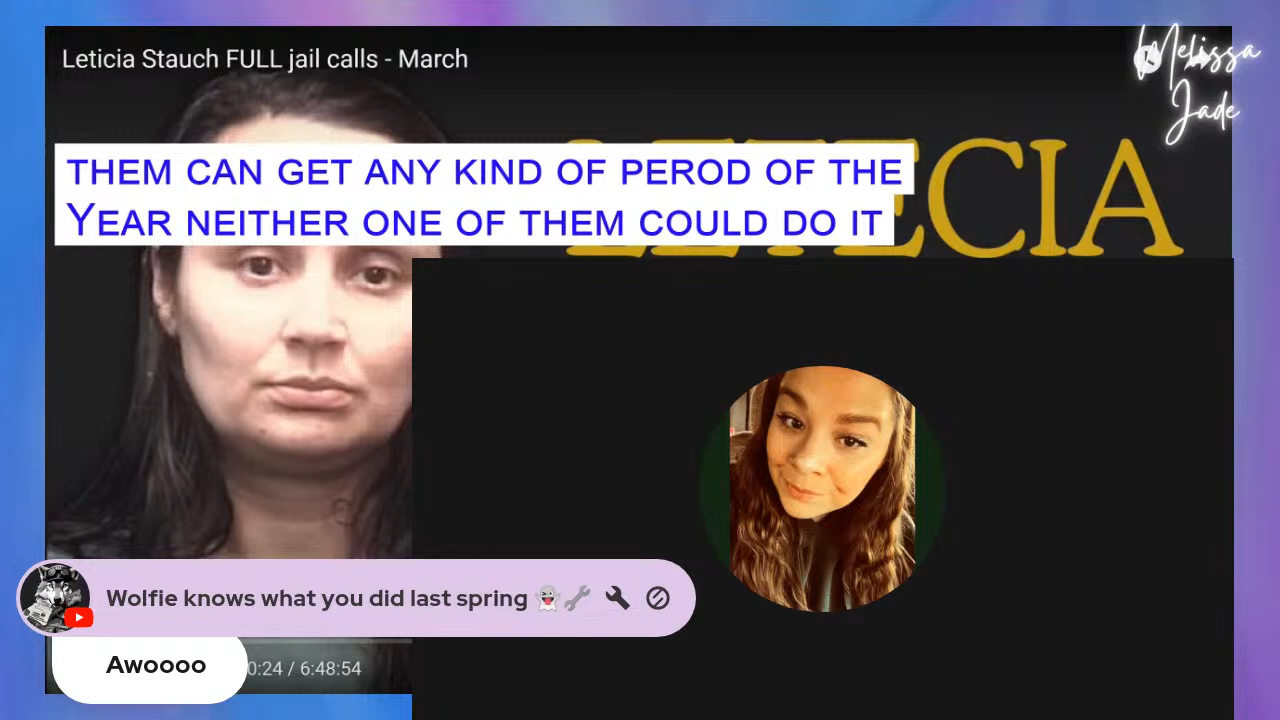 Leticia Stauch FULL jail calls - March
Melissa
Jade
LETECIA
THEM CAN GET ANY KIND OF PEROD OF THE
YEAR NEITHER ONE OF THEM COULD DO IT
Wolfie knows what you did last spring 👻🔧
Awoooo
0:24 / 6:48:54